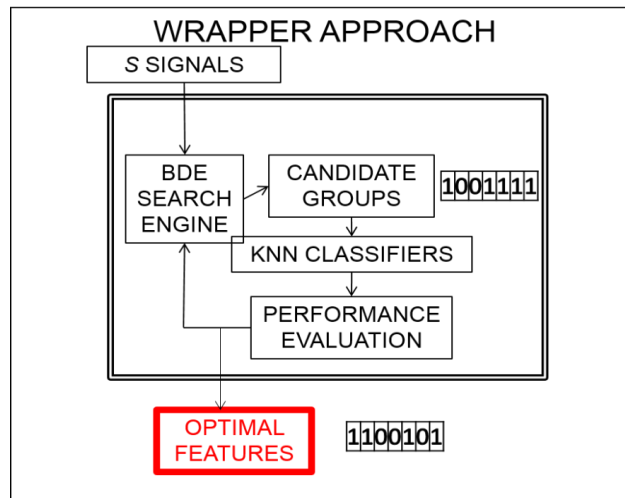 WRAPPER APPROACH
S SIGNALS
BDE
SEARCH
ENGINE
CANDIDATE
GROUPS
1001111
KNN CLASSIFIERS
PERFORMANCE
EVALUATION
OPTIMAL
FEATURES
1100101